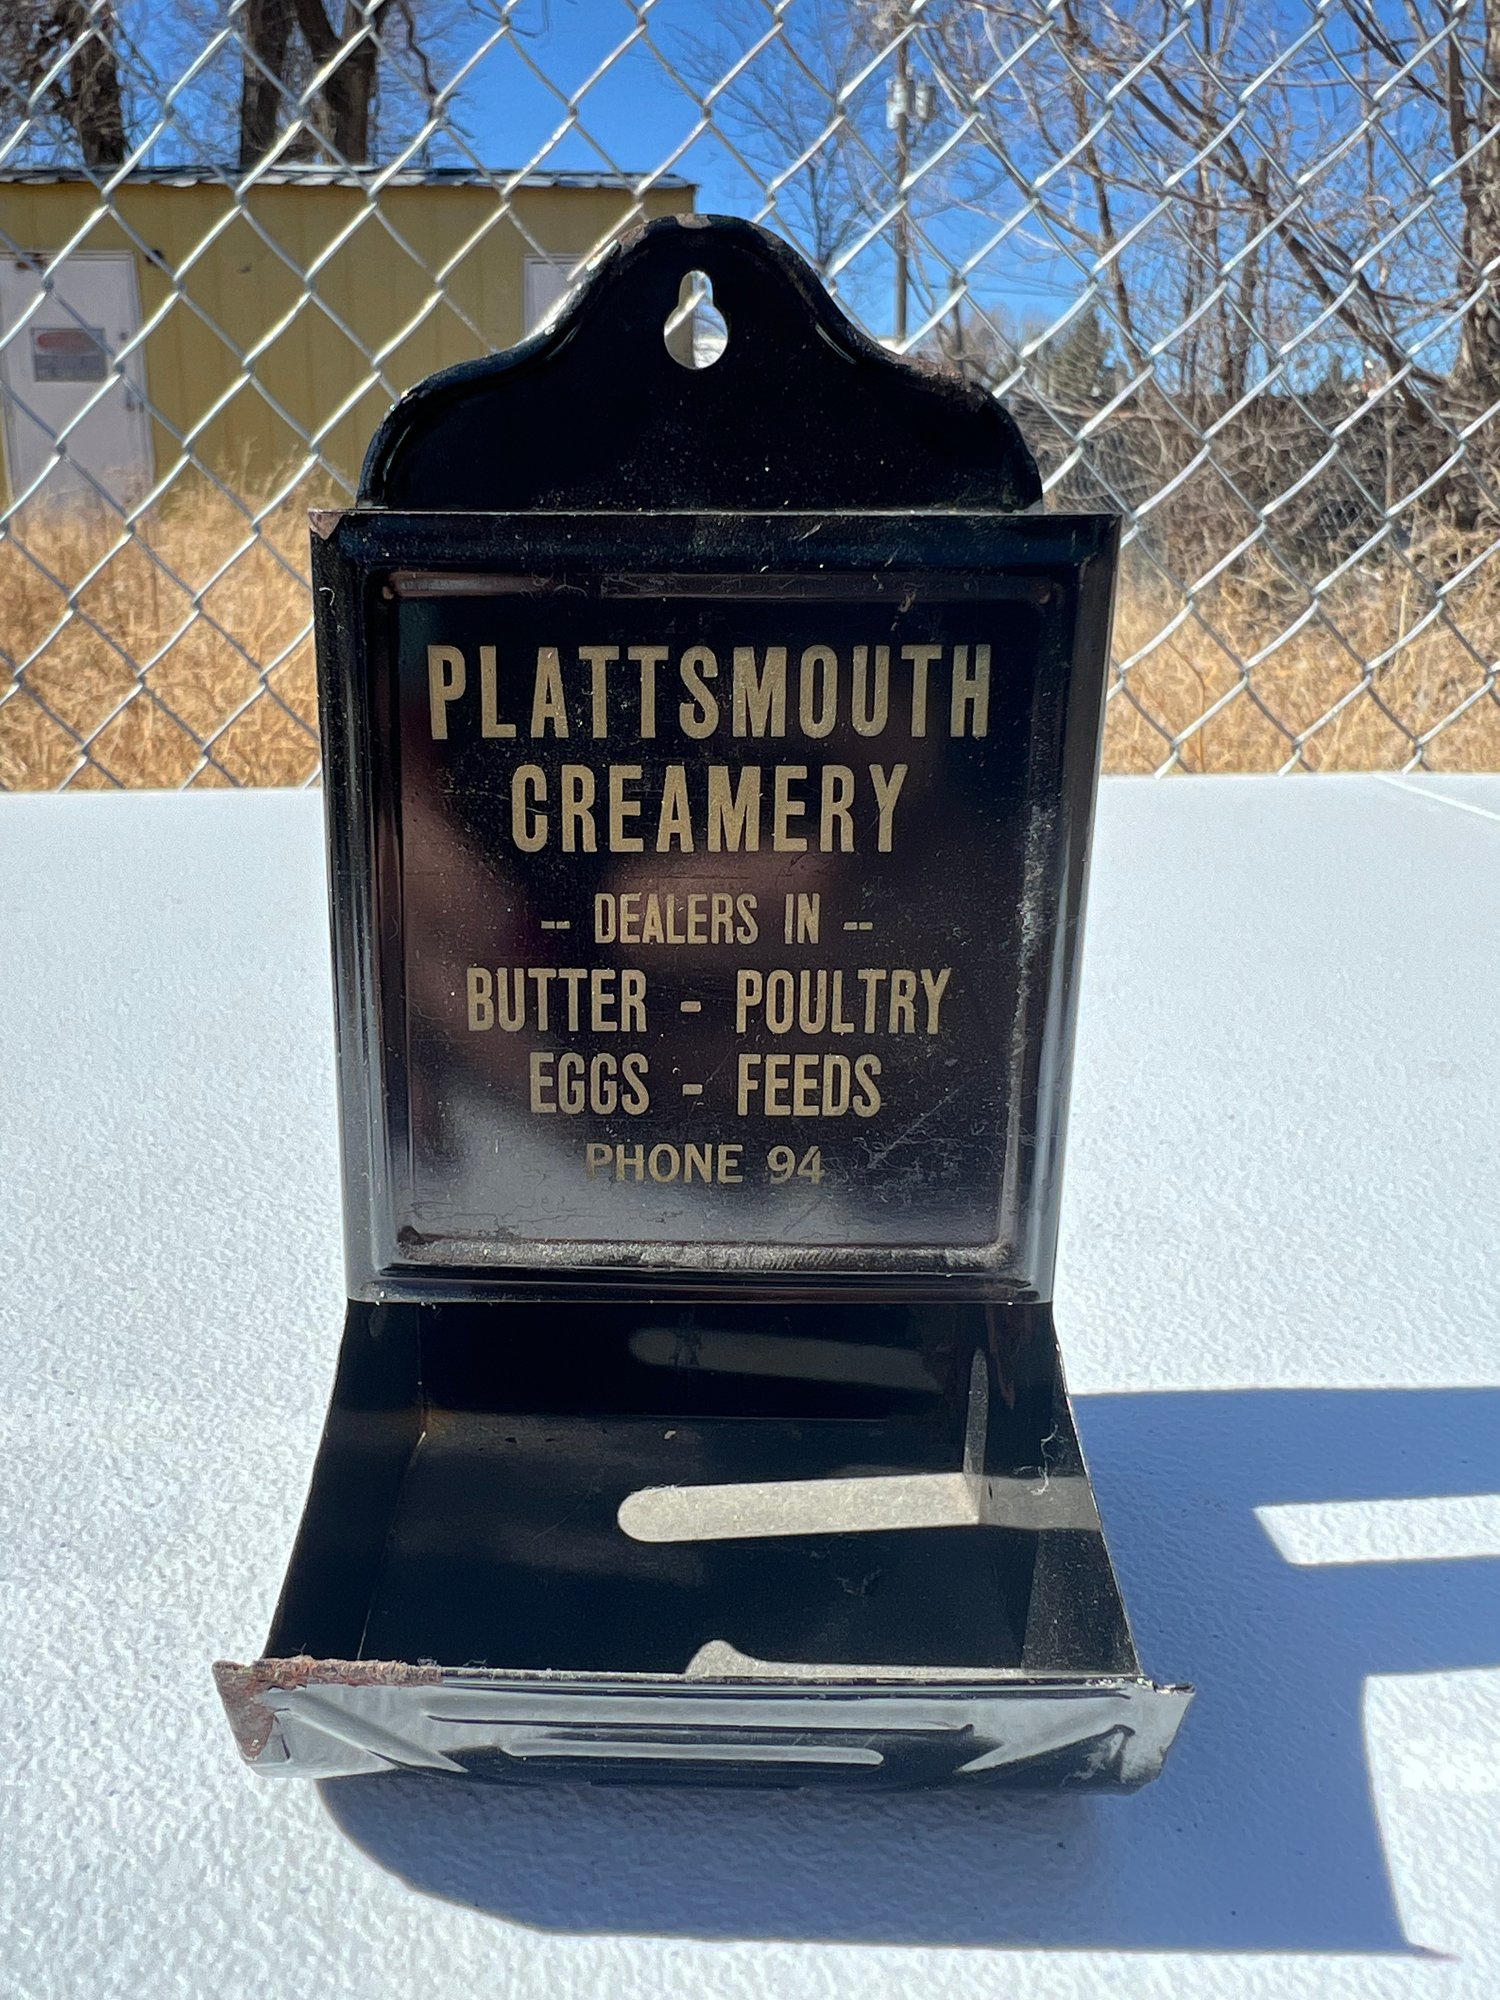 PLATTSMOUTH
CREAMERY
-- DEALERS IN --
BUTTER - POULTRY
EGGS - FEEDS
PHONE 94